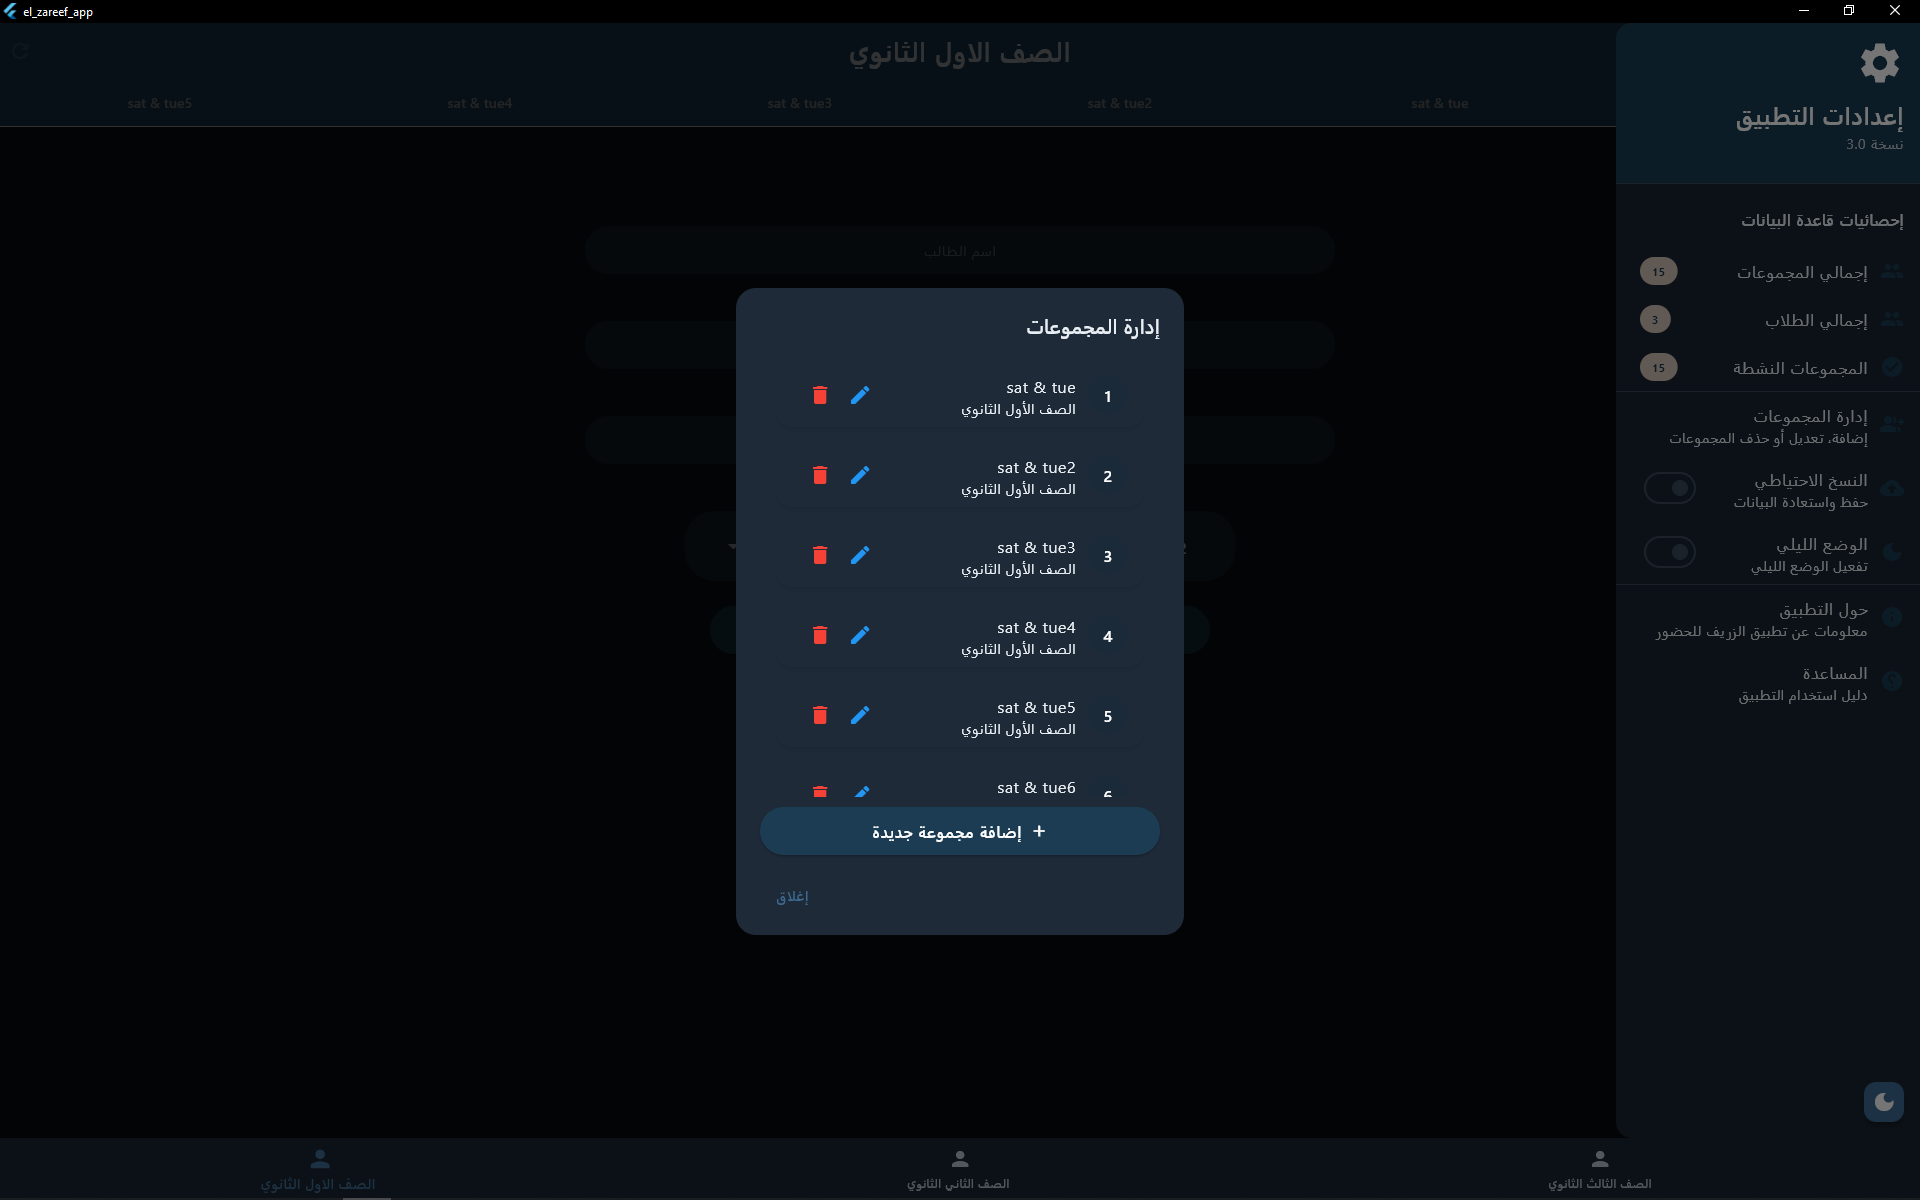 el_zareef_app
الصف الاول الثانوي
sat & tue
sat & tue2
sat & tue3
sat & tue4
sat & tue5
اسم الطالب
إعدادات التطبيق
نسخة 3.0
إحصائيات قاعدة البيانات
إجمالي المجموعات
15
إجمالي الطلاب
3
المجموعات النشطة
15
إدارة المجموعات
إضافة، تعديل أو حذف المجموعات
النسخ الاحتياطي
حفظ واستعادة البيانات
الوضع الليلي
تفعيل الوضع الليلي
حول التطبيق
معلومات عن تطبيق الزريف للحضور
المساعدة
دليل استخدام التطبيق
إدارة المجموعات
1
sat & tue
الصف الأول الثانوي
2
sat & tue2
الصف الأول الثانوي
3
sat & tue3
الصف الأول الثانوي
4
sat & tue4
الصف الأول الثانوي
5
sat & tue5
الصف الأول الثانوي
6
sat & tue6
+ إضافة مجموعة جديدة
إغلاق
الصف الثالث الثانوي
الصف الثاني الثانوي
الصف الاول الثانوي